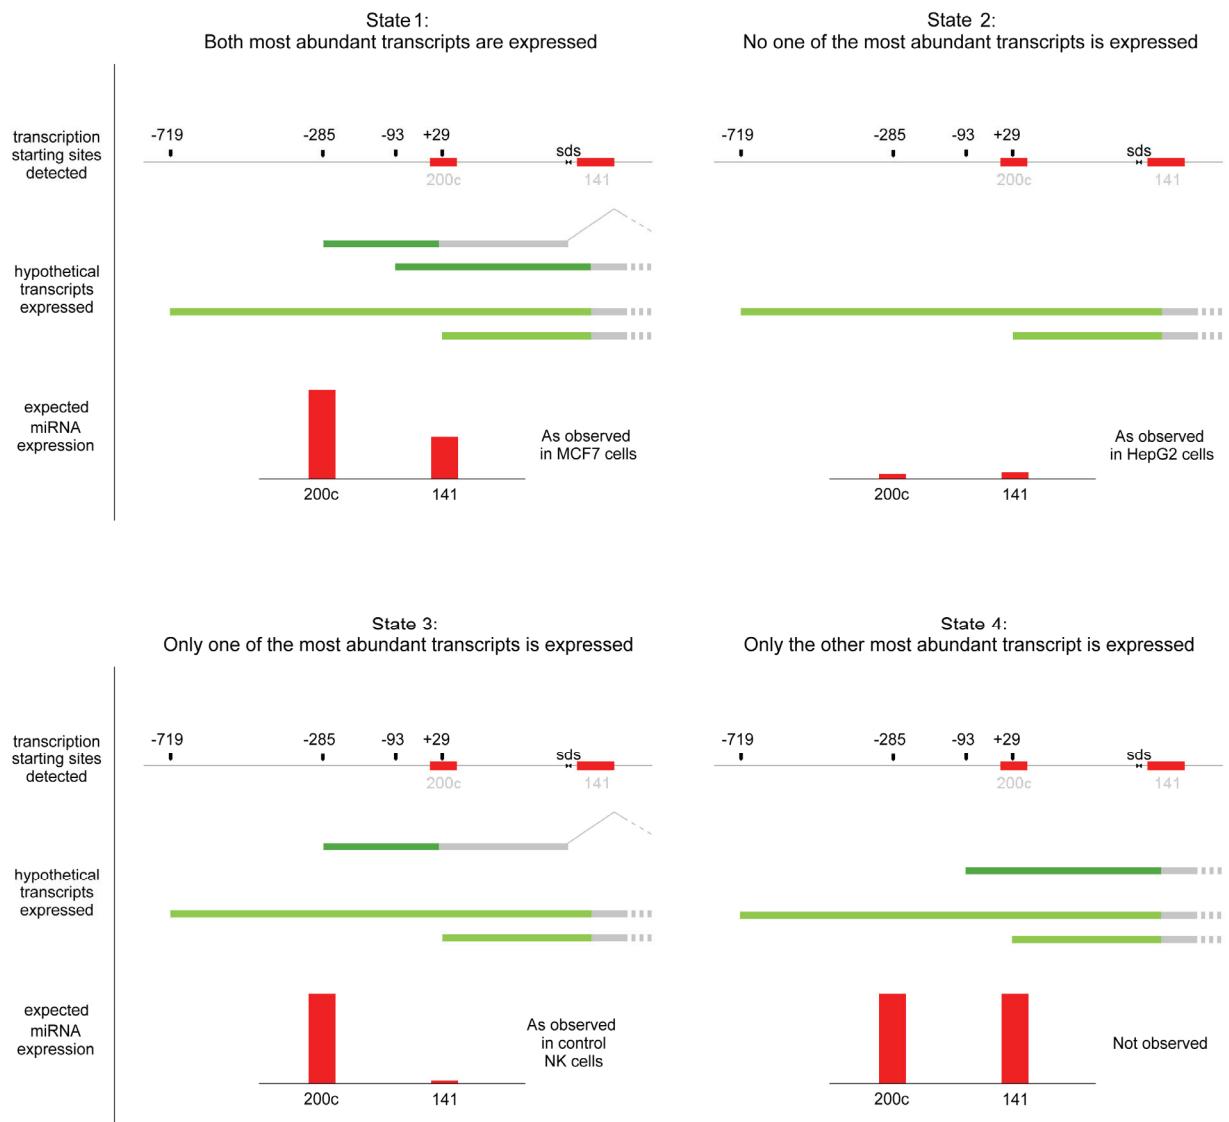 State 1:
Both most abundant transcripts are expressed
transcription
starting sites
detected
-719
-285
-93
+29
sds
200c
141
hypothetical
transcripts
expressed
expected
miRNA
expression
As observed
in MCF7 cells
200c
141
State 2:
No one of the most abundant transcripts is expressed
-719
-285
-93
+29
sds
200c
141
As observed
in HepG2 cells
200c
141
State 3:
Only one of the most abundant transcripts is expressed
transcription
starting sites
detected
-719
-285
-93
+29
sds
200c
141
hypothetical
transcripts
expressed
expected
miRNA
expression
As observed
in control
NK cells
200c
141
State 4:
Only the other most abundant transcript is expressed
-719
-285
-93
+29
sds
200c
141
Not observed
200c
141